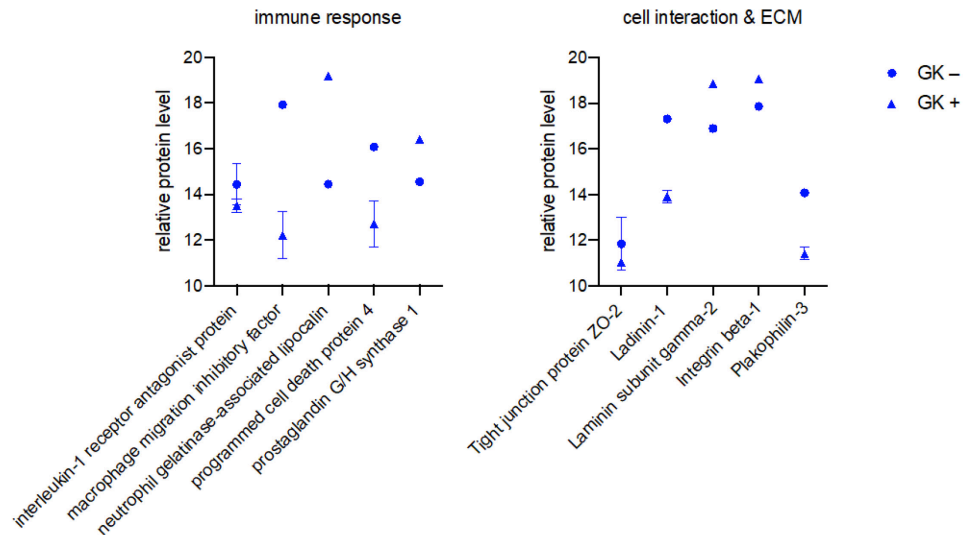 immune response
relative protein level
20
18
16
14
12
10
interleukin-1 receptor antagonist protein
macrophage migration inhibitory factor
neutrophil gelatinase-associated lipocalin
programmed cell death protein 4
prostaglandin G/H synthase 1
cell interaction & ECM
relative protein level
20
18
16
14
12
10
Tight junction protein ZO-2
Ladinin-1
Laminin subunit gamma-2
Integrin beta-1
Plakophilin-3
GK –
GK +